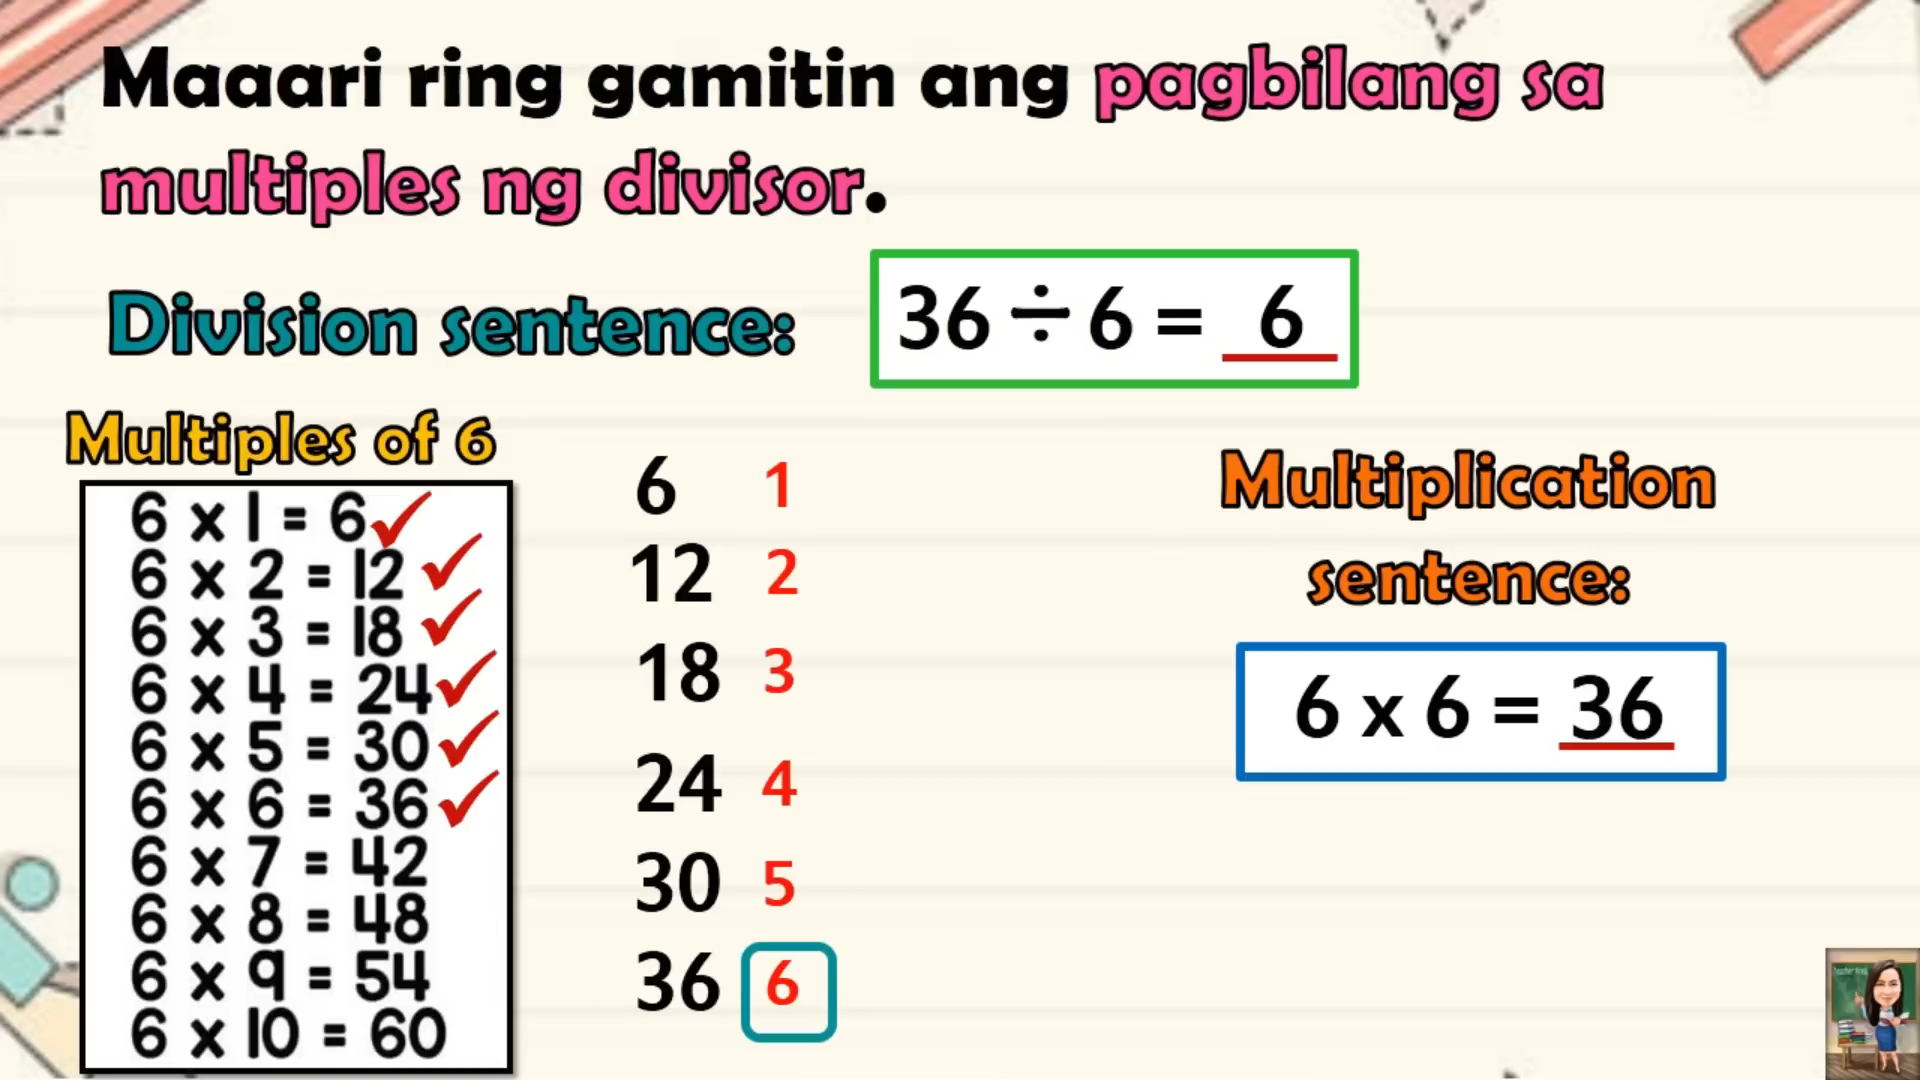 Maaari ring gamitin ang pagbilang sa
multiples ng divisor.
Division sentence:
36 ÷ 6 = 6
Multiples of 6
6 x 1 = 6
6 x 2 = 12
6 x 3 = 18
6 x 4 = 24
6 x 5 = 30
6 x 6 = 36
6 x 7 = 42
6 x 8 = 48
6 x 9 = 54
6 x 10 = 60
6 1
12 2
18 3
24 4
30 5
36 6
Multiplication
sentence:
6 x 6 = 36